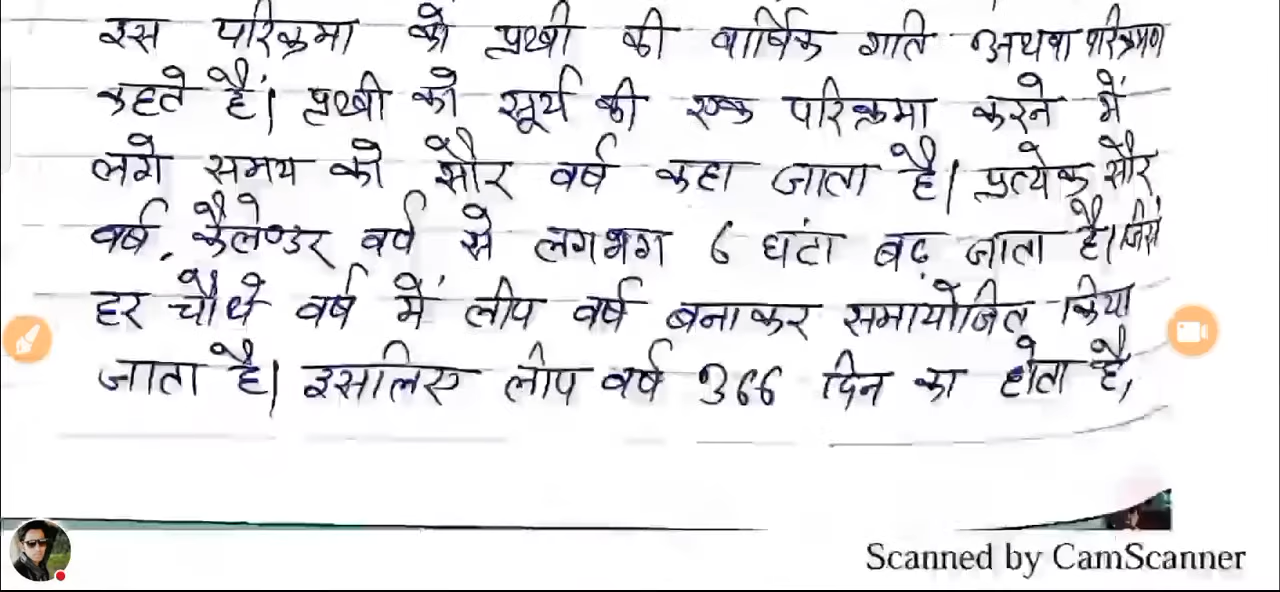 इस परिक्रमा को पृथ्वी की वार्षिक गति अथवा परिभ्रमण
कहते हैं। पृथ्वी को सूर्य की एक परिक्रमा करने में
लगे समय को सौर वर्ष कहा जाता है। प्रत्येक सौर
वर्ष, कैलेण्डर वर्ष से लगभग 6 घंटा बढ़ जाता है। जिसे
हर चौथे वर्ष में लीप वर्ष बनाकर समायोजित किया
जाता है। इसलिए लीप वर्ष 366 दिन का होता है,
Scanned by CamScanner